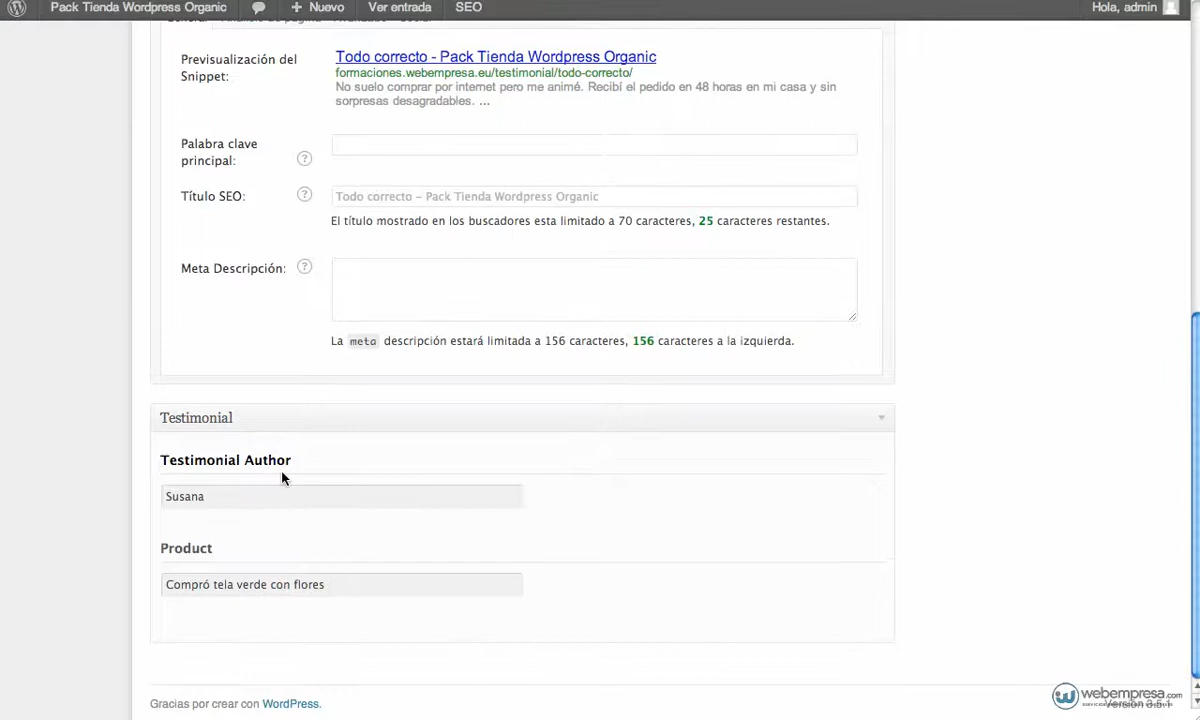 Pack Tienda Wordpress Organic Nuevo Ver entrada SEO Hola, admin
Previsualización del
Snippet:
Todo correcto - Pack Tienda Wordpress Organic
formaciones.webempresa.eu/testimonial/todo-correcto/
No suelo comprar por internet pero me animé. Recibí el pedido en 48 horas en mi casa y sin
sorpresas desagradables. ...
Palabra clave
principal: ?
Título SEO: ? Todo correcto - Pack Tienda Wordpress Organic
El título mostrado en los buscadores esta limitado a 70 caracteres, 25 caracteres restantes.
Meta Descripción: ?
La meta descripción estará limitada a 156 caracteres, 156 caracteres a la izquierda.
Testimonial
Testimonial Author
Susana
Product
Compró tela verde con flores
Gracias por crear con WordPress.
webempresa.com
Versión 3.5.1